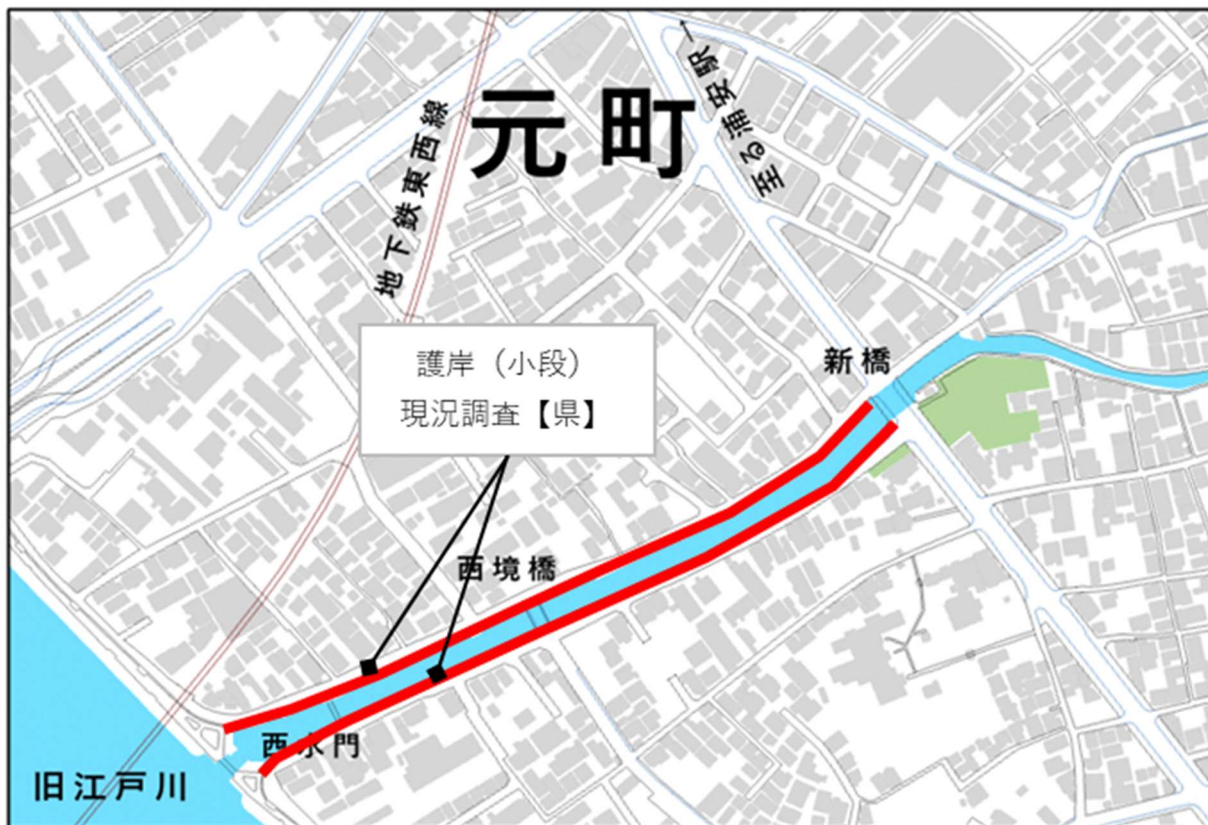 元町
地下鉄東西線
至る浦安駅→
護岸（小段）
現況調査【県】
新橋
西境橋
西水門
旧江戸川